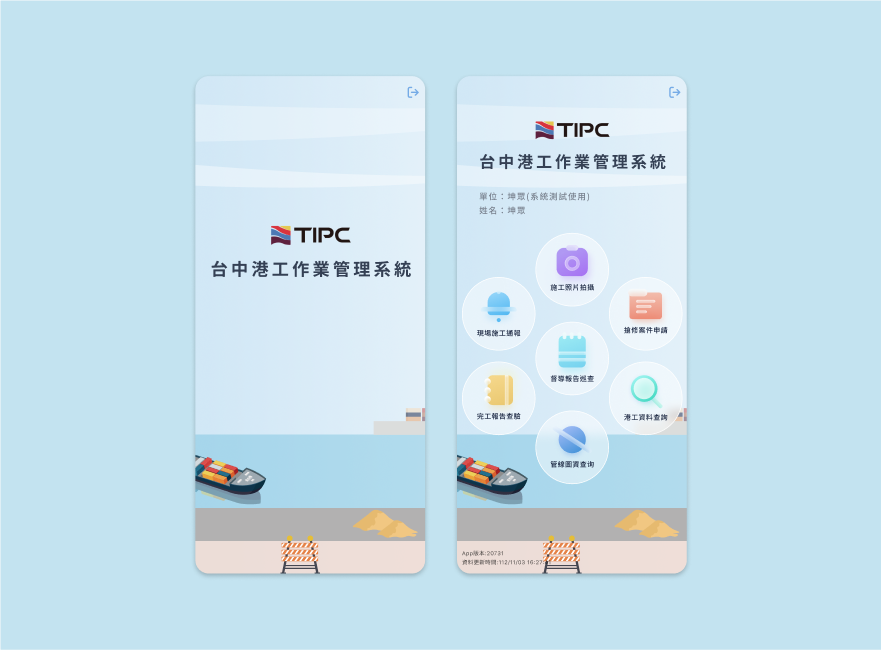 TIPC
台中港工作業管理系統
TIPC
台中港工作業管理系統
單位：坤眾(系統測試使用)
姓名：坤眾
施工照片拍攝
現場施工通報
搶修案件申請
督導報告巡查
完工報告查驗
港工資料查詢
管線圖資查询
App版本:20731
資料更新時間:112/11/03 16:27: